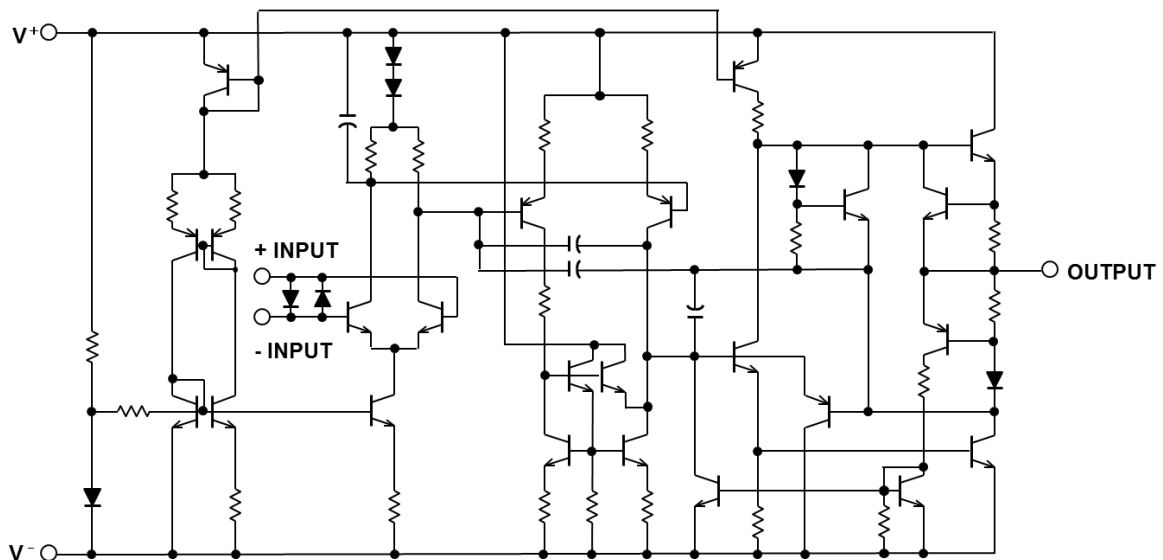 V+
+ INPUT
- INPUT
OUTPUT
V-